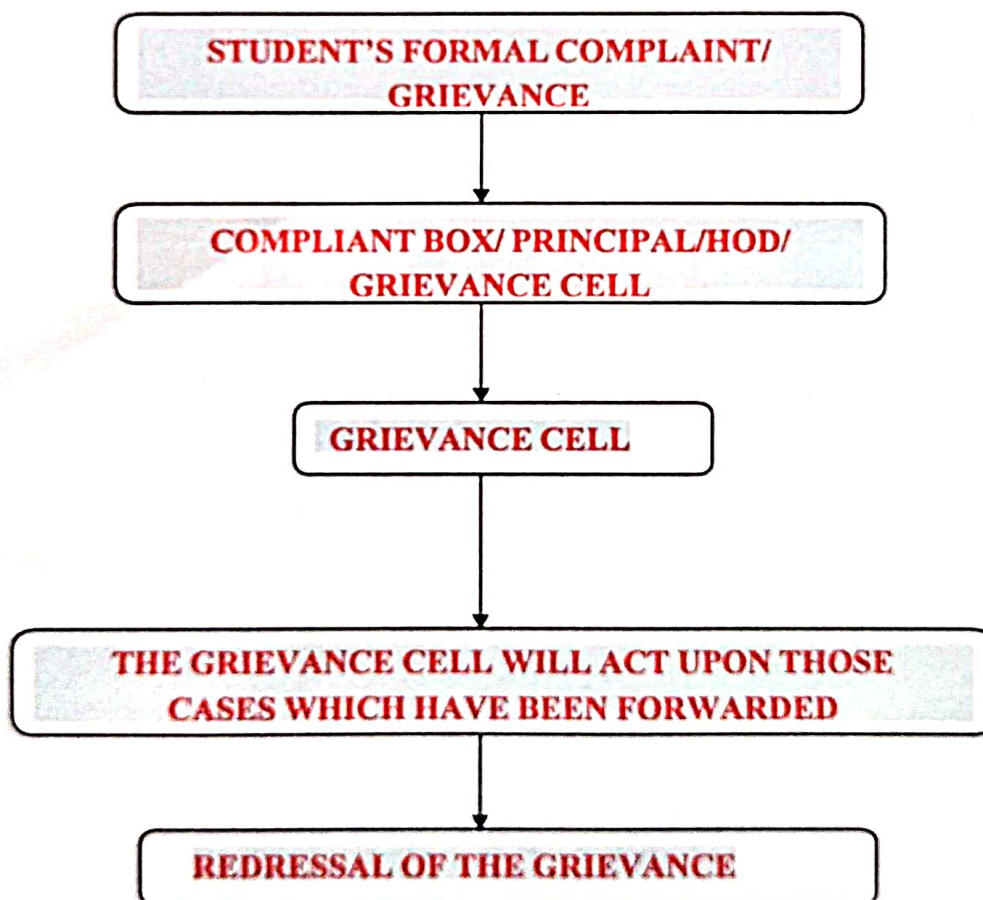 STUDENT’S FORMAL COMPLAINT/
GRIEVANCE
COMPLIANT BOX/ PRINCIPAL/HOD/
GRIEVANCE CELL
GRIEVANCE CELL
THE GRIEVANCE CELL WILL ACT UPON THOSE
CASES WHICH HAVE BEEN FORWARDED
REDRESSAL OF THE GRIEVANCE